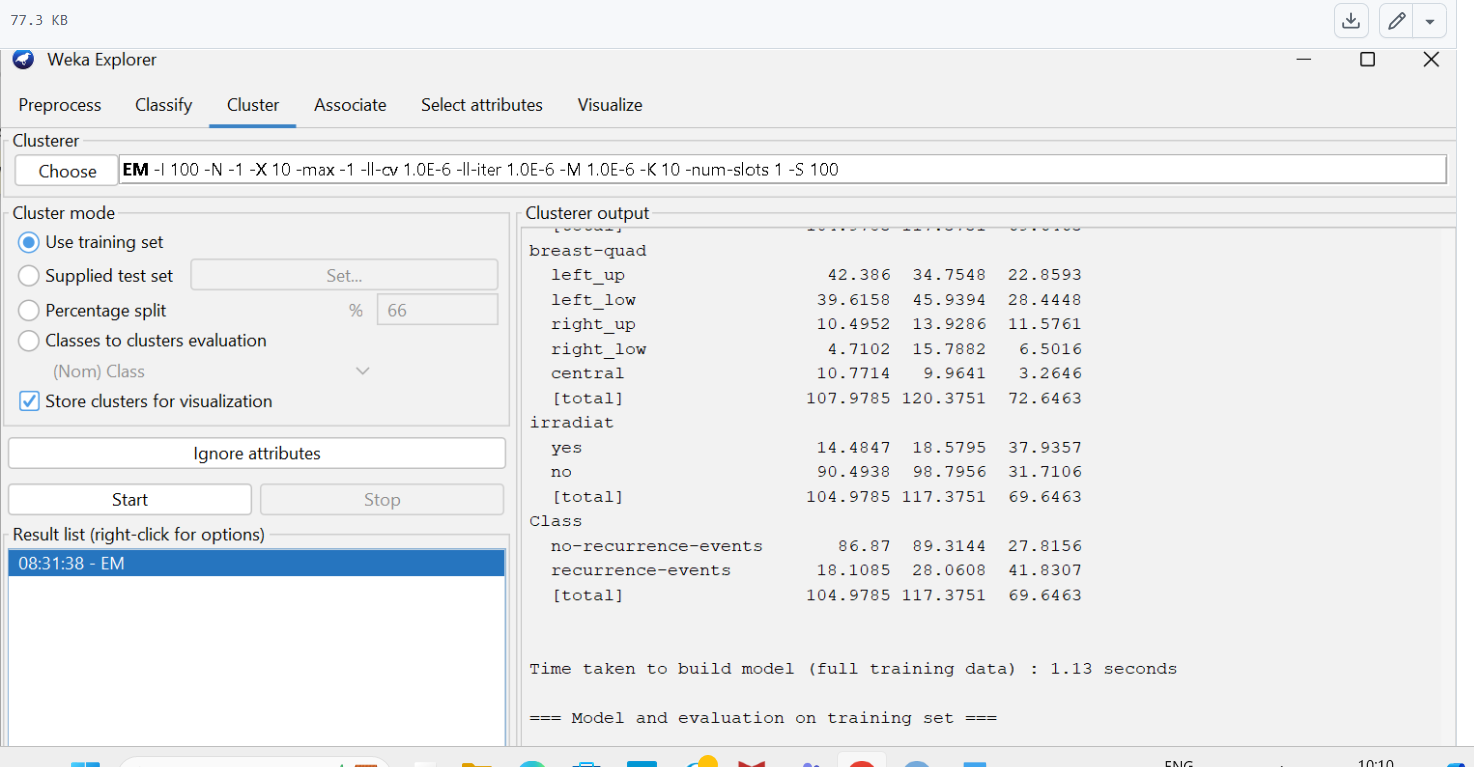 77.3 KB
Weka Explorer
Preprocess Classify Cluster Associate Select attributes Visualize
Clusterer
Choose EM -I 100 -N -1 -X 10 -max -1 -ll-cv 1.0E-6 -ll-iter 1.0E-6 -M 1.0E-6 -K 10 -num-slots 1 -S 100
Cluster mode
Use training set
Supplied test set Set...
Percentage split % 66
Classes to clusters evaluation
(Nom) Class
Store clusters for visualization
Ignore attributes
Start Stop
Result list (right-click for options)
08:31:38 - EM
Clusterer output
breast-quad
left_up 42.386 34.7548 22.8593
left_low 39.6158 45.9394 28.4448
right_up 10.4952 13.9286 11.5761
right_low 4.7102 15.7882 6.5016
central 10.7714 9.9641 3.2646
[total] 107.9785 120.3751 72.6463
irradiat
yes 14.4847 18.5795 37.9357
no 90.4938 98.7956 31.7106
[total] 104.9785 117.3751 69.6463
Class
no-recurrence-events 86.87 89.3144 27.8156
recurrence-events 18.1085 28.0608 41.8307
[total] 104.9785 117.3751 69.6463
Time taken to build model (full training data) : 1.13 seconds
=== Model and evaluation on training set ===
ENG 10:10